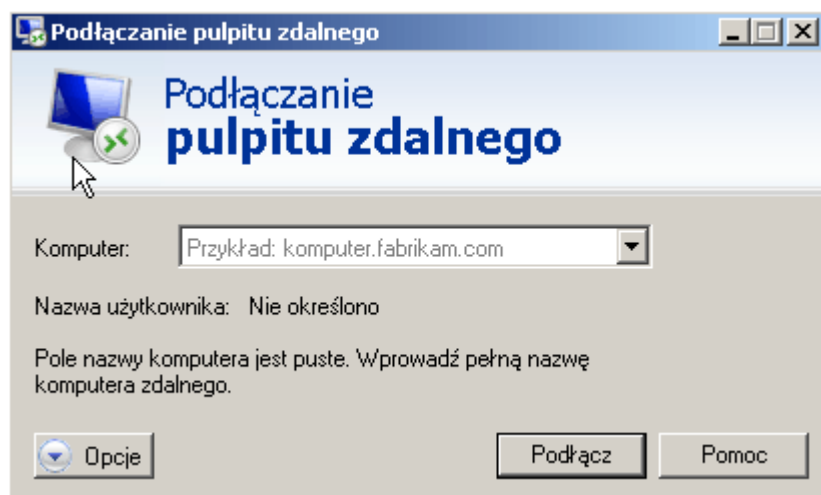 Podłączanie pulpitu zdalnego
Podłączanie
pulpitu zdalnego
Komputer: Przykład: komputer.fabrikam.com
Nazwa użytkownika: Nie określono
Pole nazwy komputera jest puste. Wprowadź pełną nazwę
komputera zdalnego.
Opcje Podłącz Pomoc